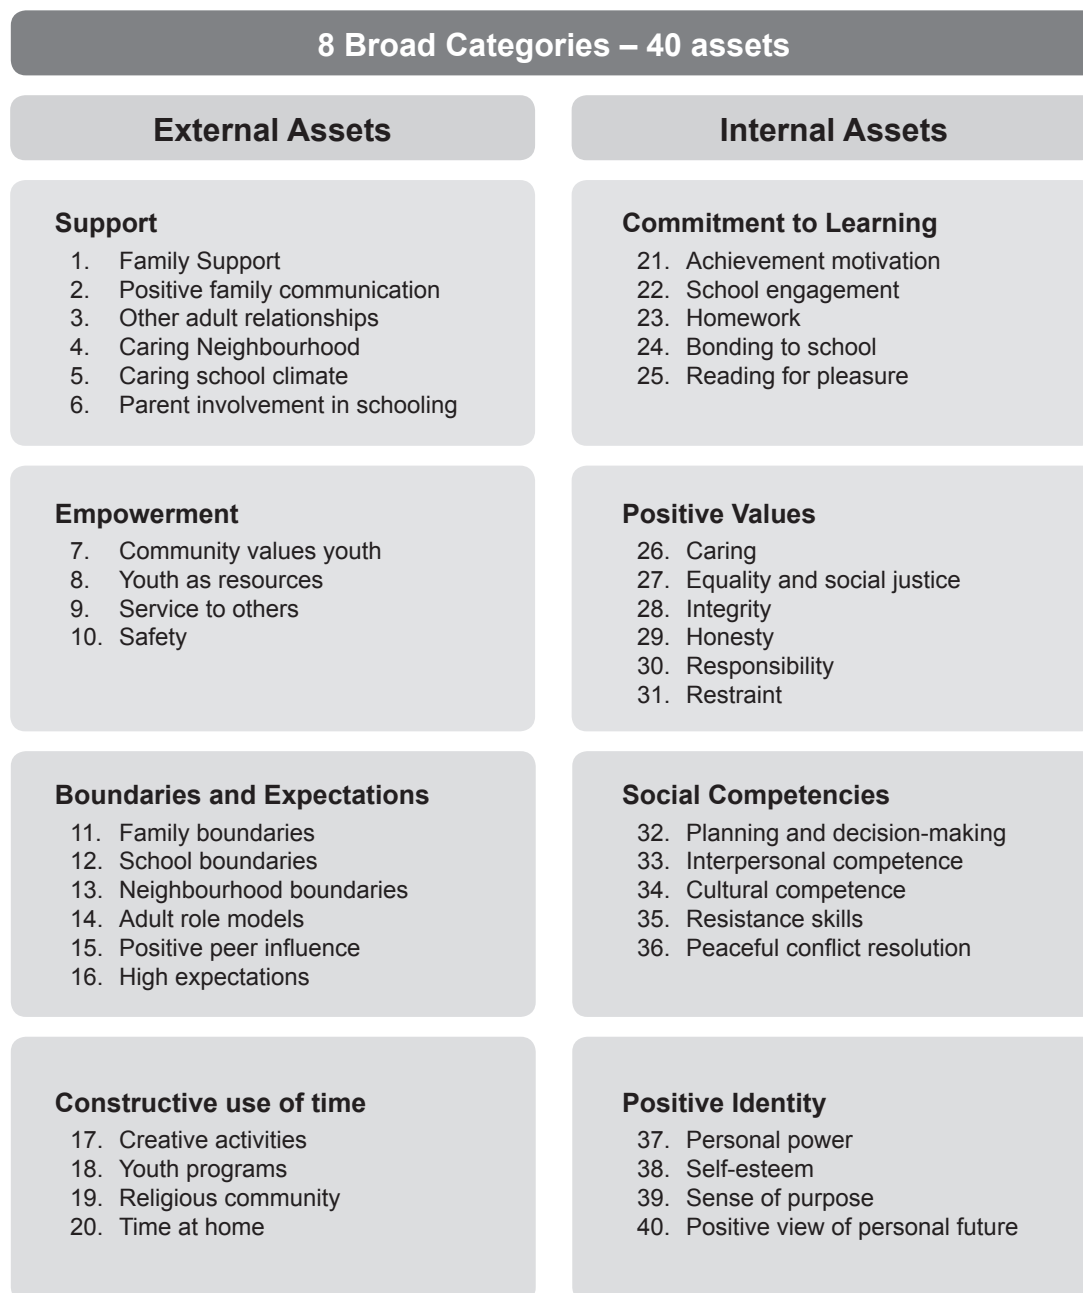 8 Broad Categories – 40 assets
External Assets
Support
1. Family Support
2. Positive family communication
3. Other adult relationships
4. Caring Neighbourhood
5. Caring school climate
6. Parent involvement in schooling
Empowerment
7. Community values youth
8. Youth as resources
9. Service to others
10. Safety
Boundaries and Expectations
11. Family boundaries
12. School boundaries
13. Neighbourhood boundaries
14. Adult role models
15. Positive peer influence
16. High expectations
Constructive use of time
17. Creative activities
18. Youth programs
19. Religious community
20. Time at home
Internal Assets
Commitment to Learning
21. Achievement motivation
22. School engagement
23. Homework
24. Bonding to school
25. Reading for pleasure
Positive Values
26. Caring
27. Equality and social justice
28. Integrity
29. Honesty
30. Responsibility
31. Restraint
Social Competencies
32. Planning and decision-making
33. Interpersonal competence
34. Cultural competence
35. Resistance skills
36. Peaceful conflict resolution
Positive Identity
37. Personal power
38. Self-esteem
39. Sense of purpose
40. Positive view of personal future